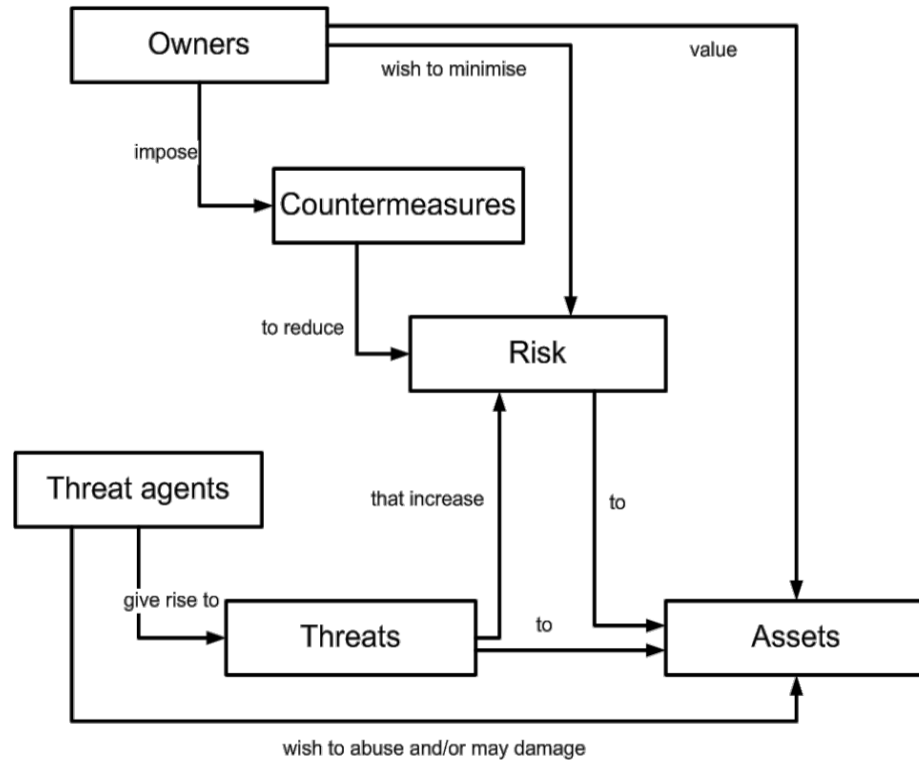 Owners
value
wish to minimise
impose
Countermeasures
to reduce
Risk
Threat agents
that increase
to
give rise to
to
Threats
Assets
wish to abuse and/or may damage